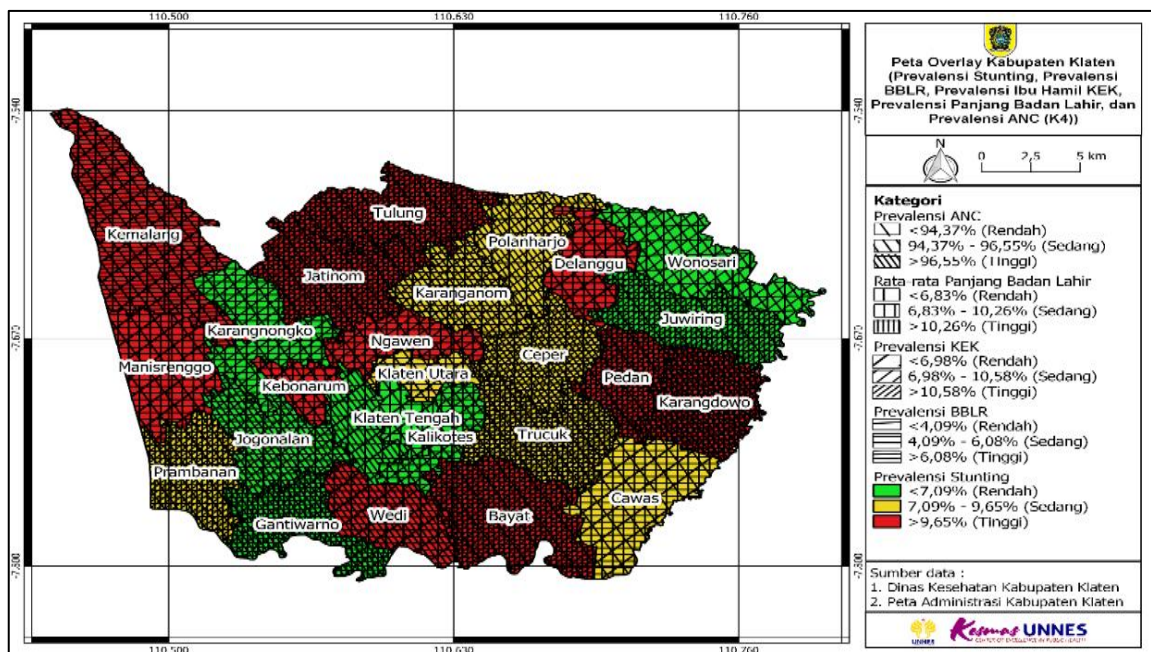 110.500 110.630 110.760
Peta Overlay Kabupaten Klaten
(Prevalensi Stunting, Prevalensi
BBLR, Prevalensi Ibu Hamil KEK,
Prevalensi Panjang Badan Lahir, dan
Prevalensi ANC (K4))
N
0 2,5 5 km
Kategori
Prevalensi ANC
<94,37% (Rendah)
94,37% - 96,55% (Sedang)
>96,55% (Tinggi)
Rata-rata Panjang Badan Lahir
<6,83% (Rendah)
6,83% - 10,26% (Sedang)
>10,26% (Tinggi)
Prevalensi KEK
<6,98% (Rendah)
6,98% - 10,58% (Sedang)
>10,58% (Tinggi)
Prevalensi BBLR
<4,09% (Rendah)
4,09% - 6,08% (Sedang)
>6,08% (Tinggi)
Prevalensi Stunting
<7,09% (Rendah)
7,09% - 9,65% (Sedang)
>9,65% (Tinggi)
Sumber data :
1. Dinas Kesehatan Kabupaten Klaten
2. Peta Administrasi Kabupaten Klaten
UNNES
Kesmas UNNES
CENTER OF EXCELLENCE IN PUBLIC HEALTH
-7.540
-7.540
Tulung
Kemalang
Polanharjo
Delanggu
Wonosari
Jatinom
Karanganom
Juwiring
Karangnongko
-7.670
-7.670
Ngawen
Ceper
Manisrenggo
Klaten Utara
Pedan
Kebonarum
Karangdowo
Klaten Tengah
Jogonalan
Kalikotes
Trucuk
Prambanan
Cawas
Gantiwarno
Wedi
Bayat
-7.800
-7.800
110.500 110.630 110.760